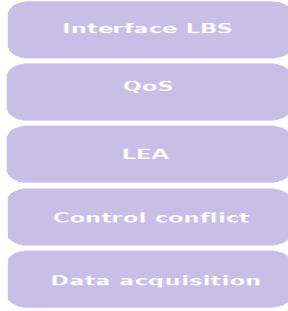 Interface LBS
QoS
LEA
Control conflict
Data acquisition